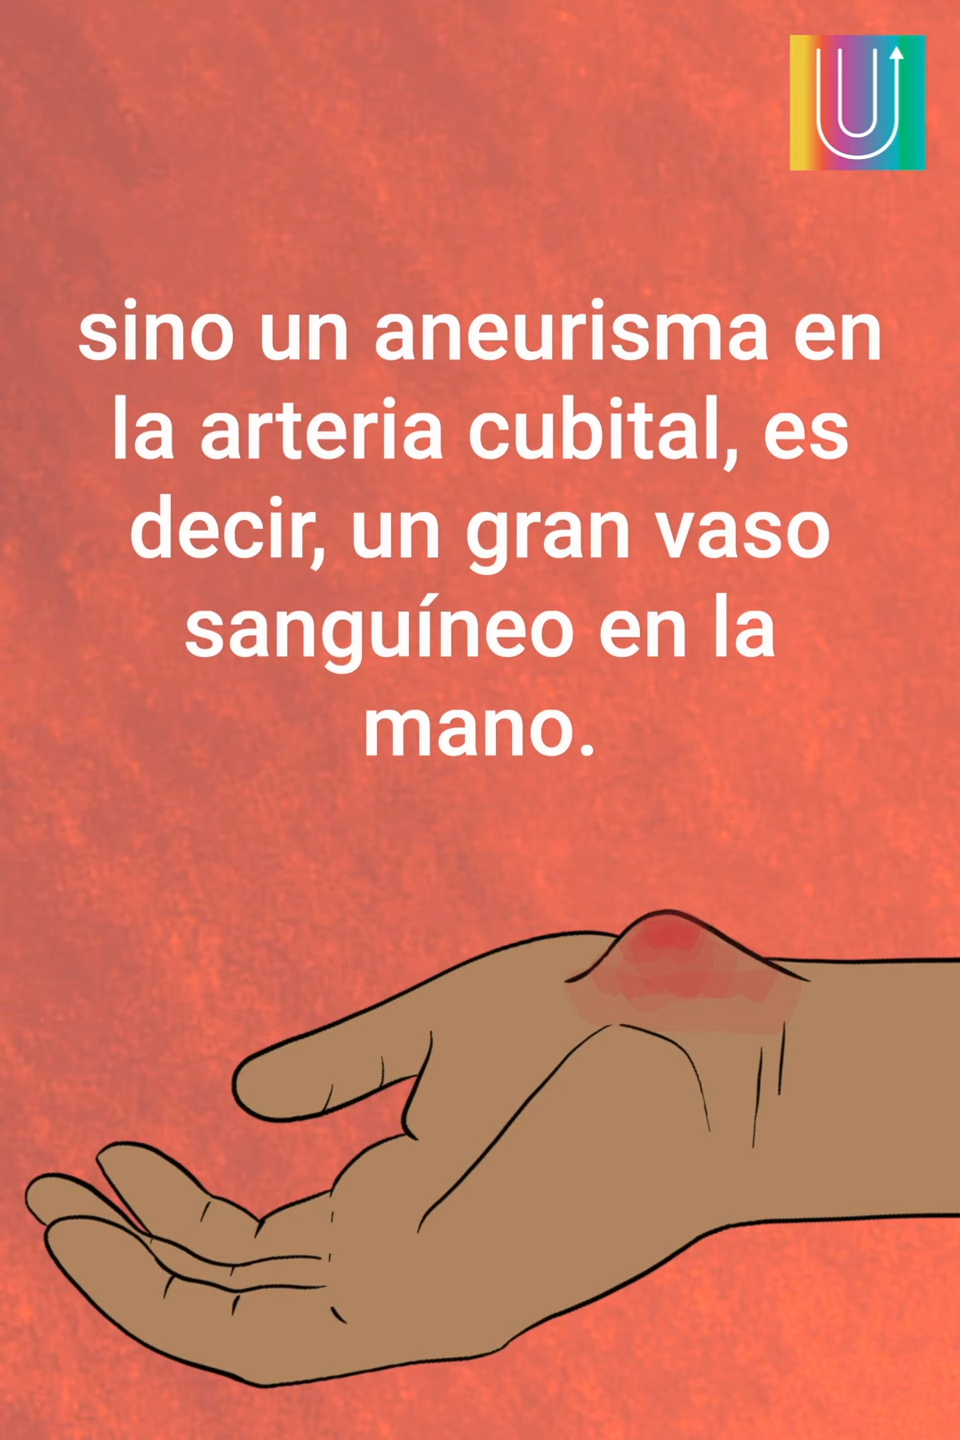 sino un aneurisma en
la arteria cubital, es
decir, un gran vaso
sanguíneo en la
mano.